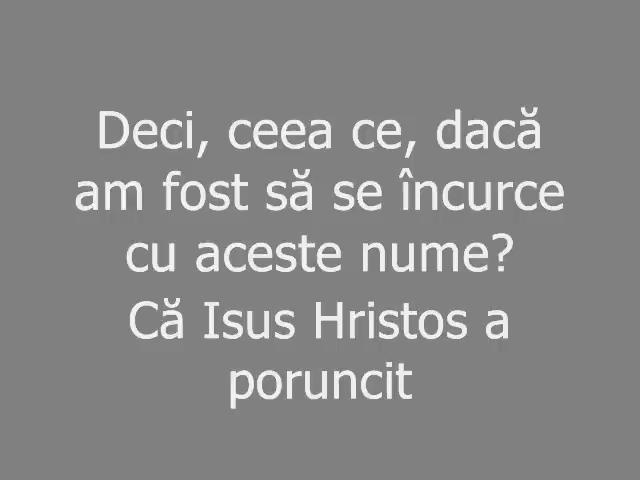 Deci, ceea ce, dacă
am fost să se încurce
cu aceste nume?
Că Isus Hristos a
poruncit